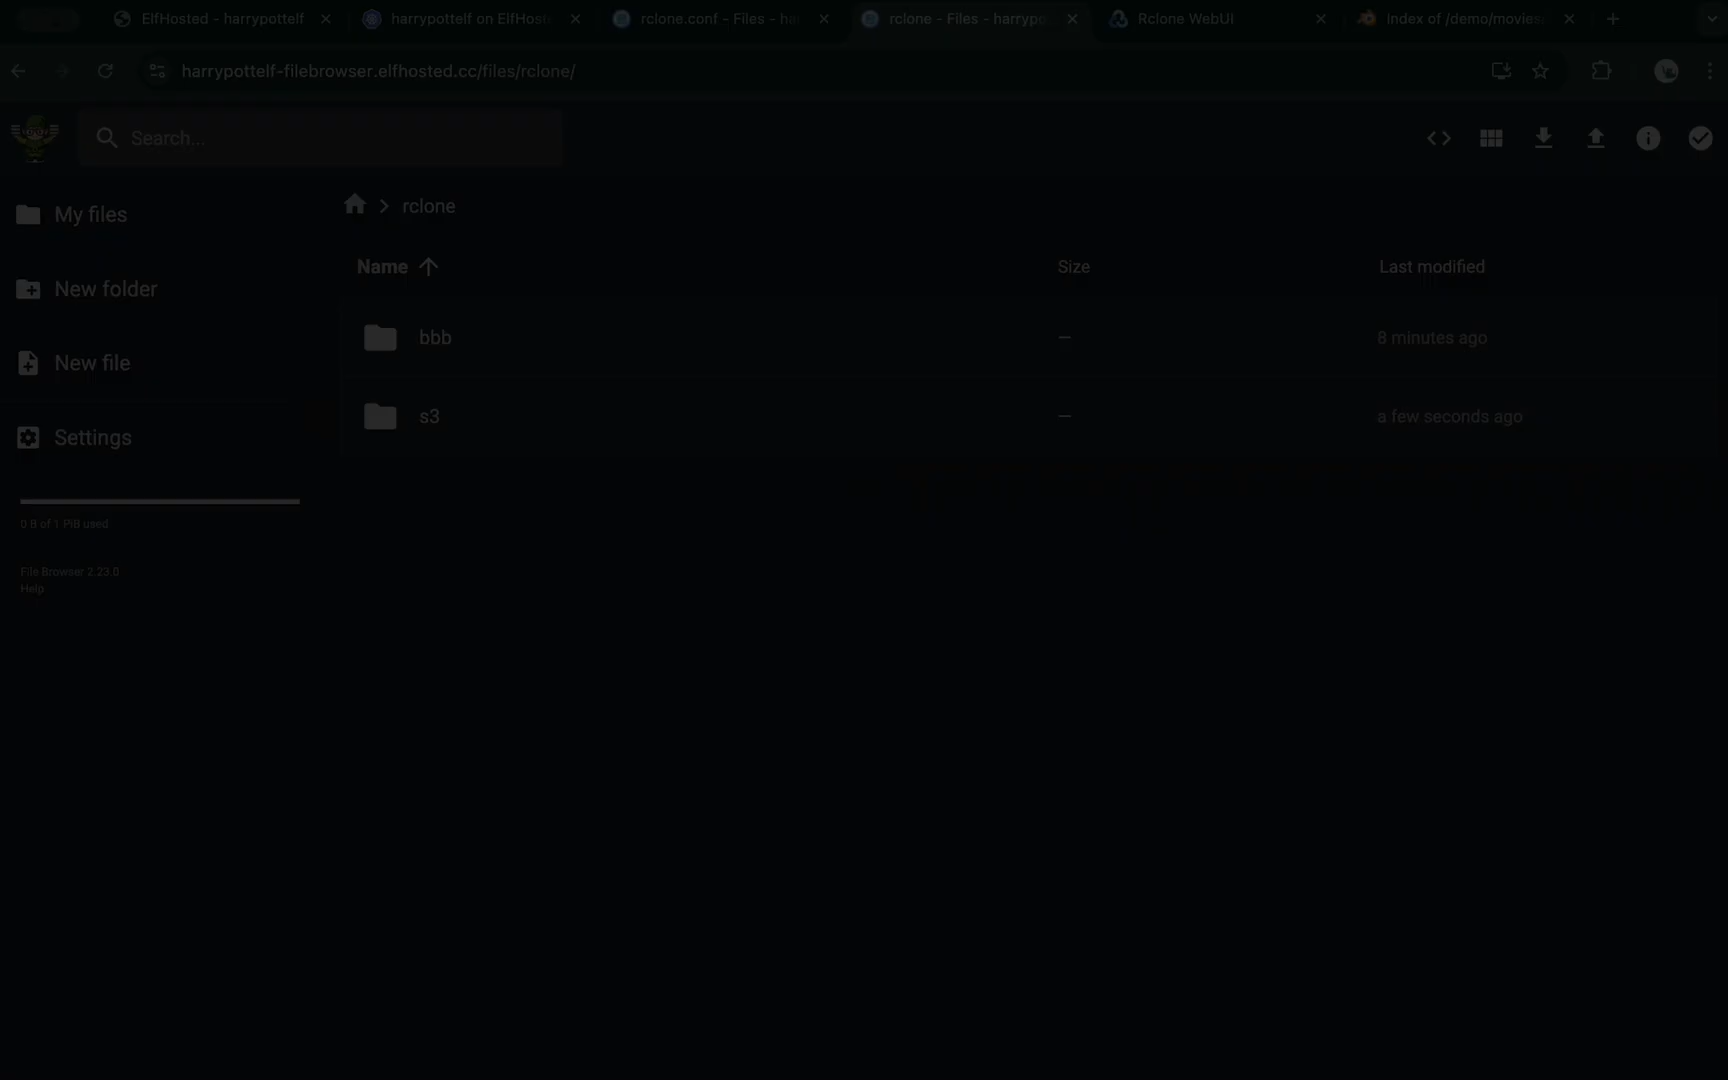 ElfHosted - harrypottelf
harrypottelf on ElfHost
rclone.conf - Files - ha
rclone - Files - harrypo
Rclone WebUI
Index of /demo/movies
harrypottelf-filebrowser.elfhosted.cc/files/rclone/
Search...
My files
New folder
New file
Settings
0 B of 1 PiB used
File Browser 2.23.0
Help
rclone
Name
Size
Last modified
bbb
—
8 minutes ago
s3
—
a few seconds ago